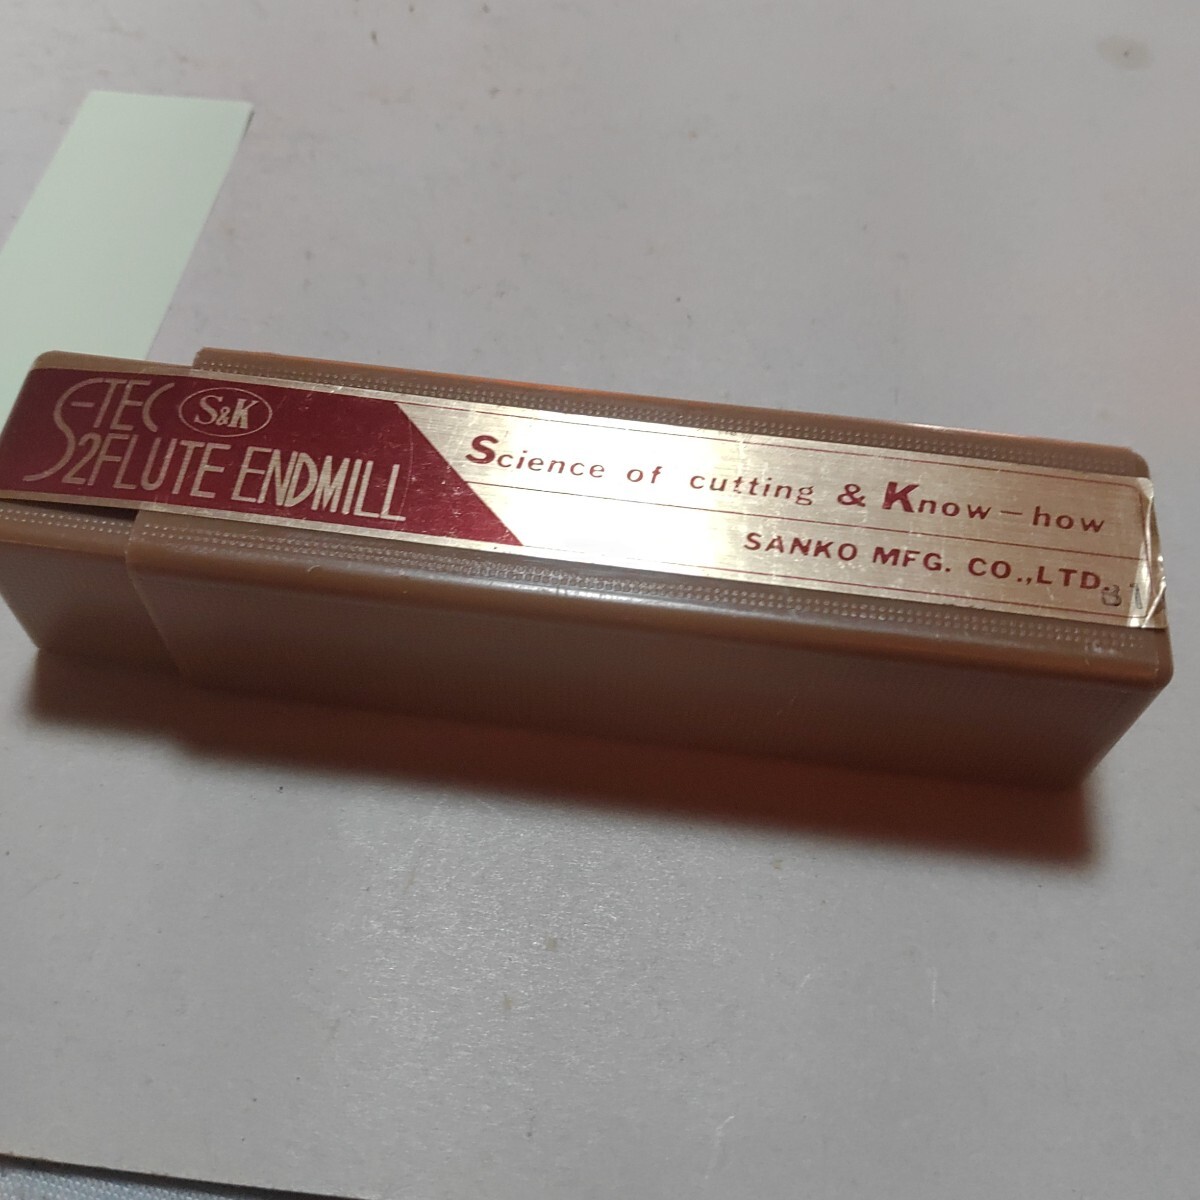 S-TEC S&K
2FLUTE ENDMILL
Science of cutting & Know-how
SANKO MFG. CO.,LTD.